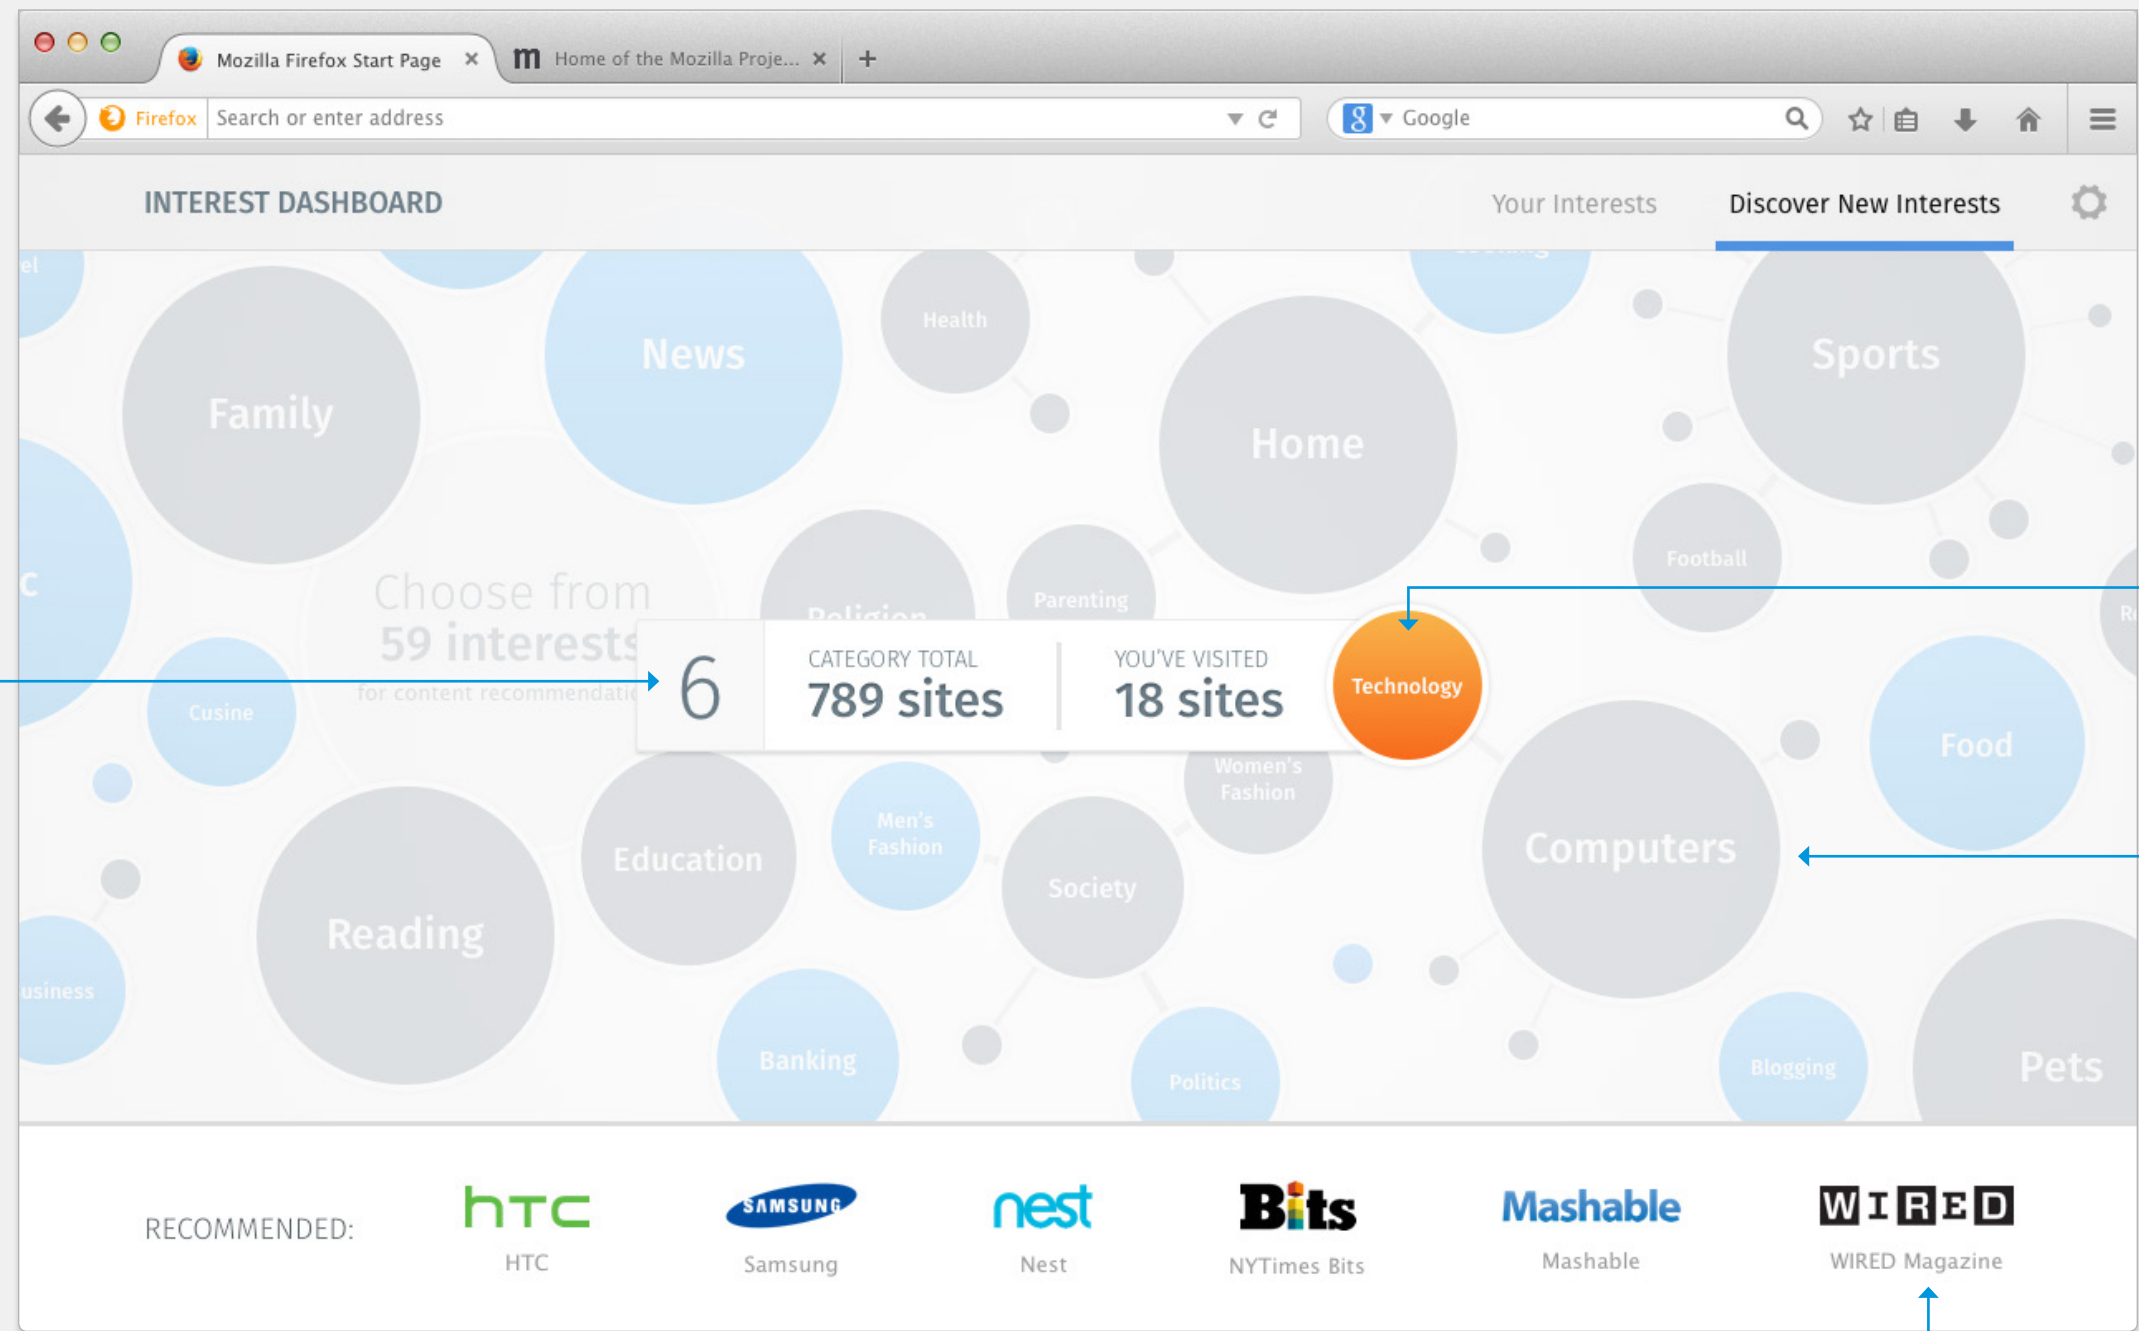 Mozilla Firefox Start Page
m Home of the Mozilla Proje...
Firefox Search or enter address
g Google
INTEREST DASHBOARD
Your Interests
Discover New Interests
el
News
Health
Sports
Family
Home
Football
Choose from
59 interests
c
Parenting
Religion
6
CATEGORY TOTAL
789 sites
YOU'VE VISITED
18 sites
Technology
Cusine
Food
Women's
Fashion
Men's
Fashion
Education
Computers
Society
Reading
usiness
Banking
Politics
Blogging
Pets
RECOMMENDED:
hTC
HTC
SAMSUNG
Samsung
nest
Nest
Bits
NYTimes Bits
Mashable
Mashable
WIRED
WIRED Magazine